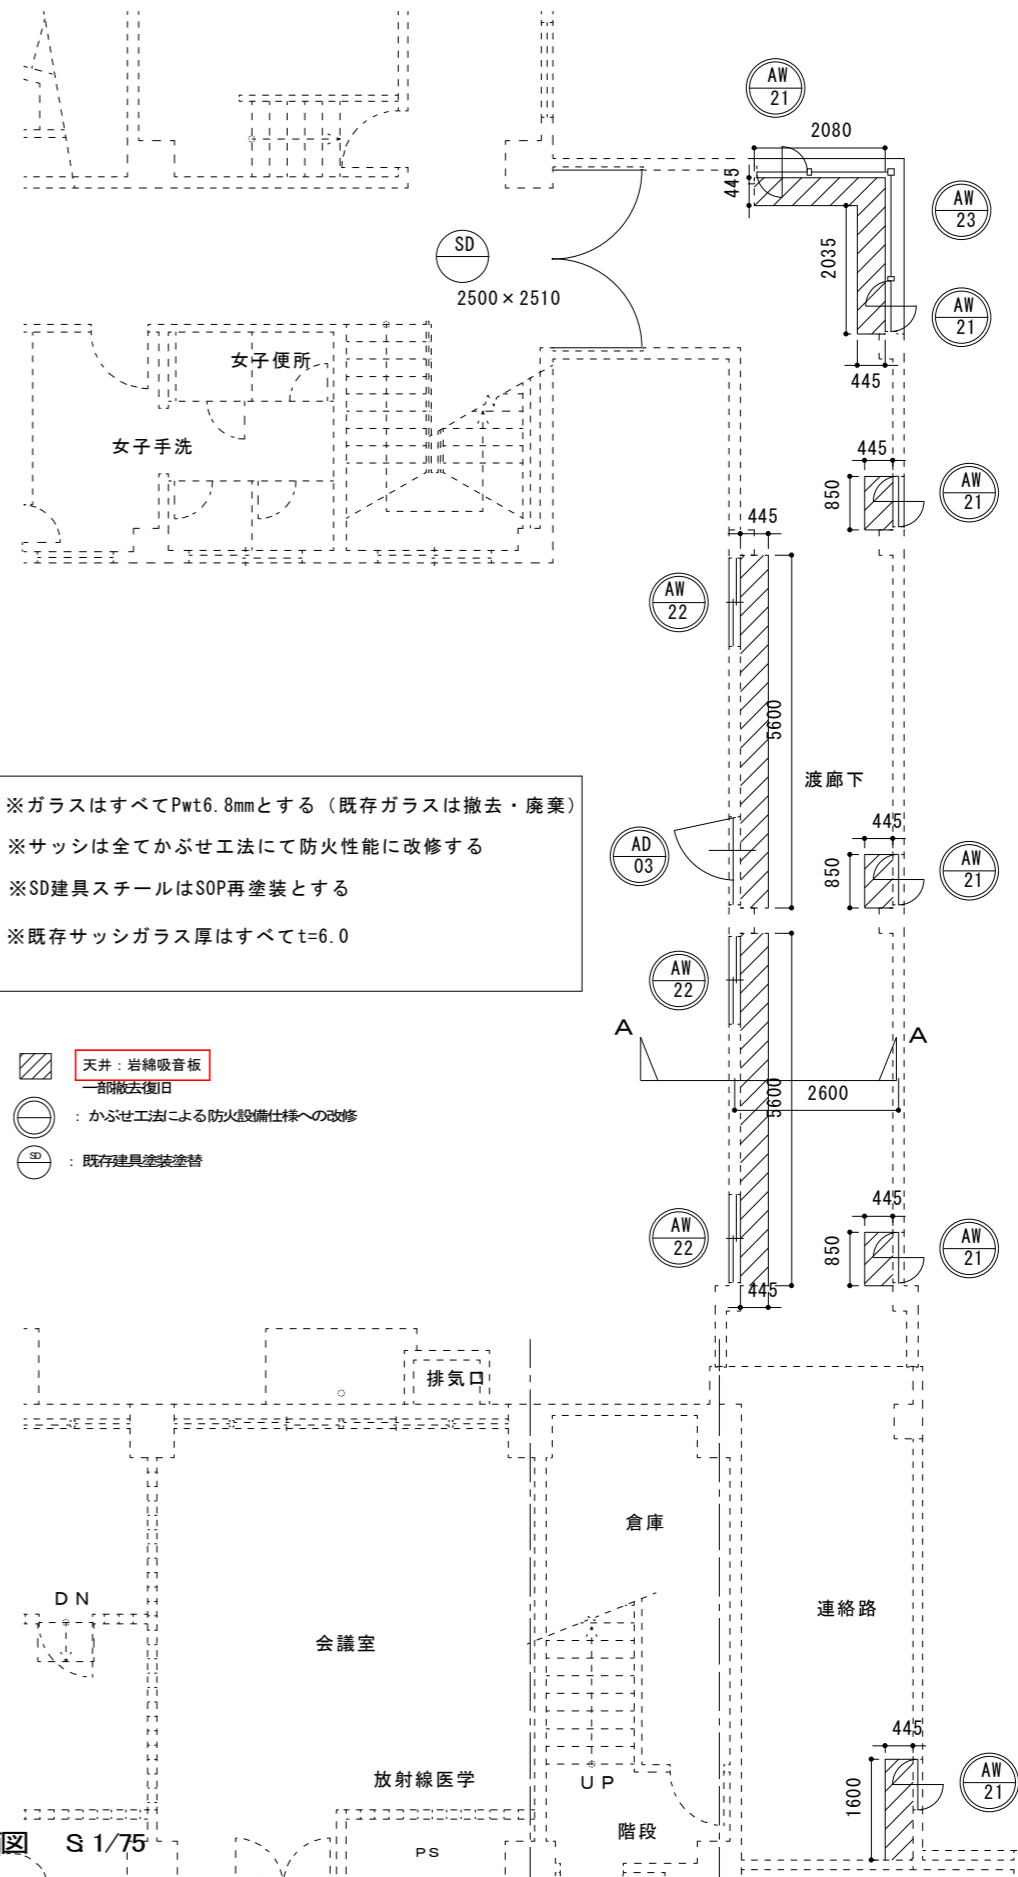 AW
21
2080
445
AW
23
2035
SD
2500×2510
AW
21
445
女子便所
女子手洗
445
850
AW
21
445
AW
22
5600
渡廊下
※ガラスはすべてPwt6.8mmとする（既存ガラスは撤去・廃棄）
※サッシは全てかぶせ工法にて防火性能に改修する
※SD建具スチールはSOP再塗装とする
※既存サッシガラス厚はすべてt=6.0
AD
03
445
850
AW
21
AW
22
A
A
2600
5600
天井：岩綿吸音板
一部撤去復旧
：かぶせ工法による防火設備仕様への改修
SD
：既存建具塗装塗替
AW
22
445
850
AW
21
445
排気口
倉庫
DN
会議室
連絡路
放射線医学
UP
445
1600
AW
21
階段
PS
図 S 1/75